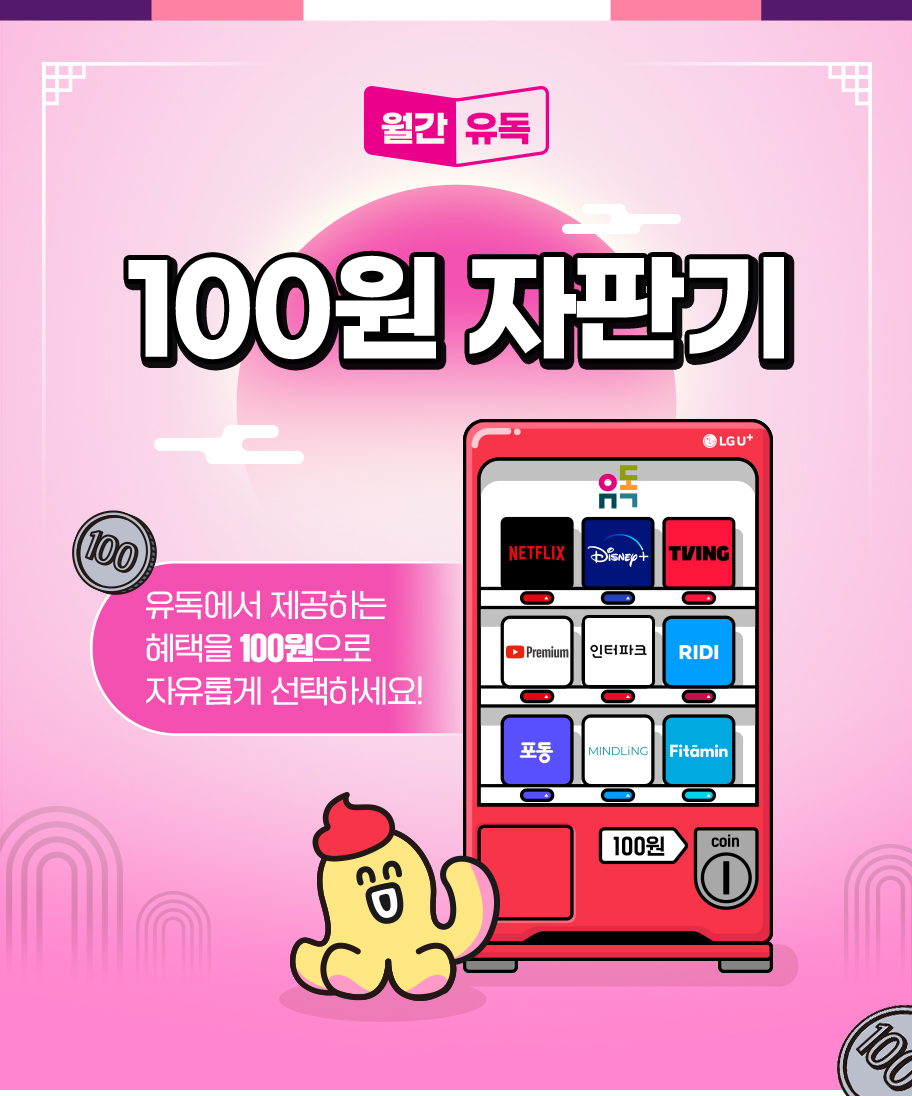 월간 유독
100원 자판기
LG U+
유독
NETFLIX Disney+ TVING
100
유독에서 제공하는
혜택을 100원으로
자유롭게 선택하세요!
Premium 인터파크 RIDI
포동 MINDLiNG Fitāmin
100원
coin
100